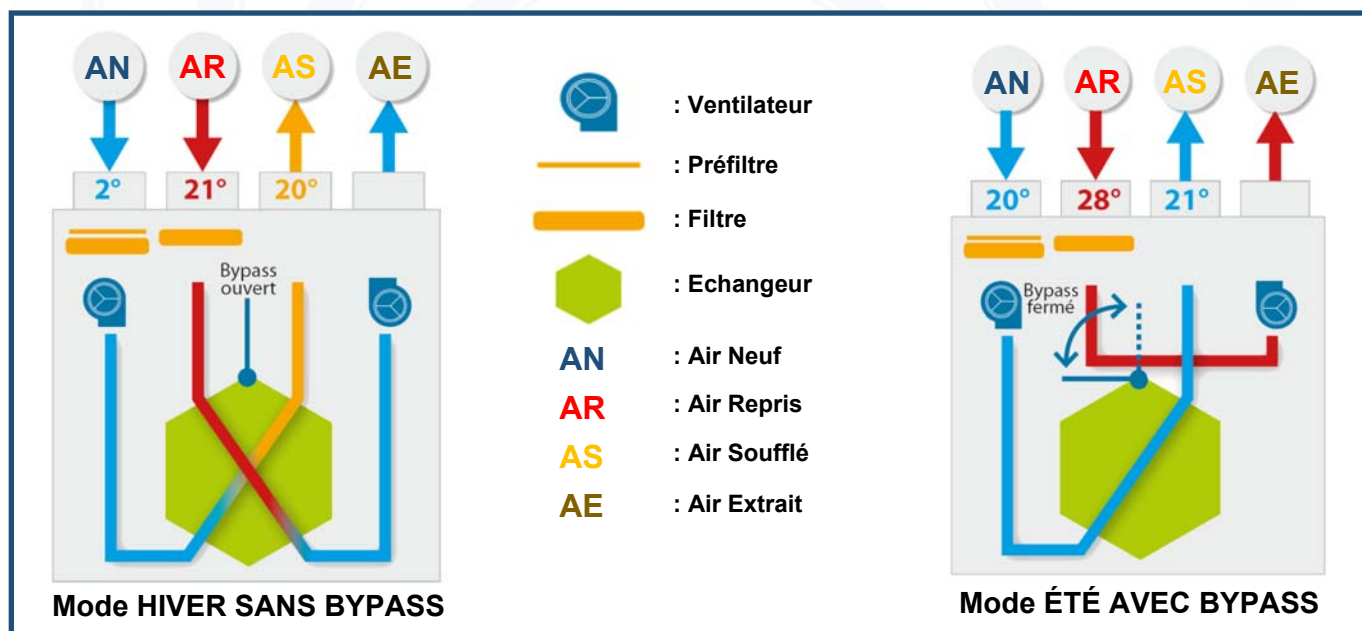 AN AR AS AE
2° 21° 20°
Bypass
ouvert
Mode HIVER SANS BYPASS
: Ventilateur
: Préfiltre
: Filtre
: Echangeur
AN : Air Neuf
AR : Air Repris
AS : Air Soufflé
AE : Air Extrait
AN AR AS AE
20° 28° 21°
Bypass
fermé
Mode ÉTÉ AVEC BYPASS